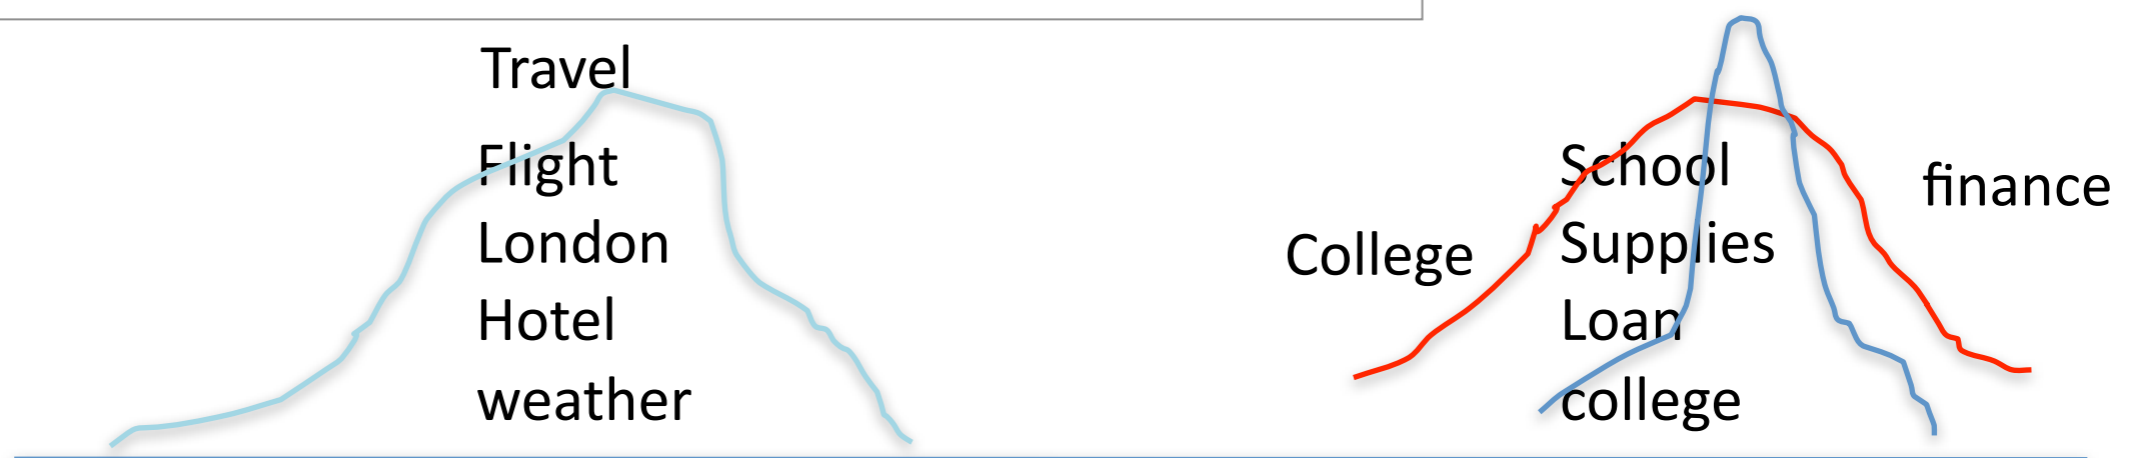 Travel
Flight
London
Hotel
weather
College
School
Supplies
Loan
college
finance